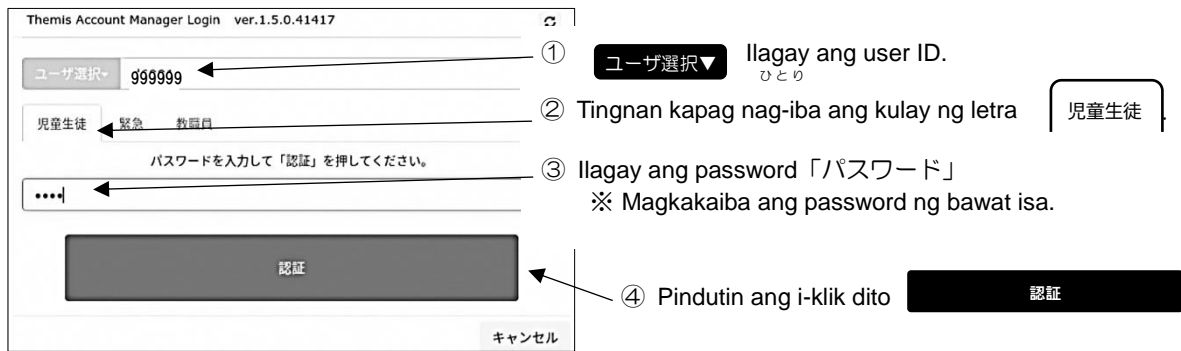 Themis Account Manager Login ver.1.5.0.41417
ユーザ選択 999999
児童生徒 緊急 教職員
パスワードを入力して「認証」を押してください。
••••
認証
キャンセル
① ユーザ選択▼ Ilagay ang user ID.
ひとり
② Tingnan kapag nag-iba ang kulay ng letra 児童生徒.
③ Ilagay ang password「パスワード」
※ Magkakaiba ang password ng bawat isa.
④ Pindutin ang i-klik dito 認証